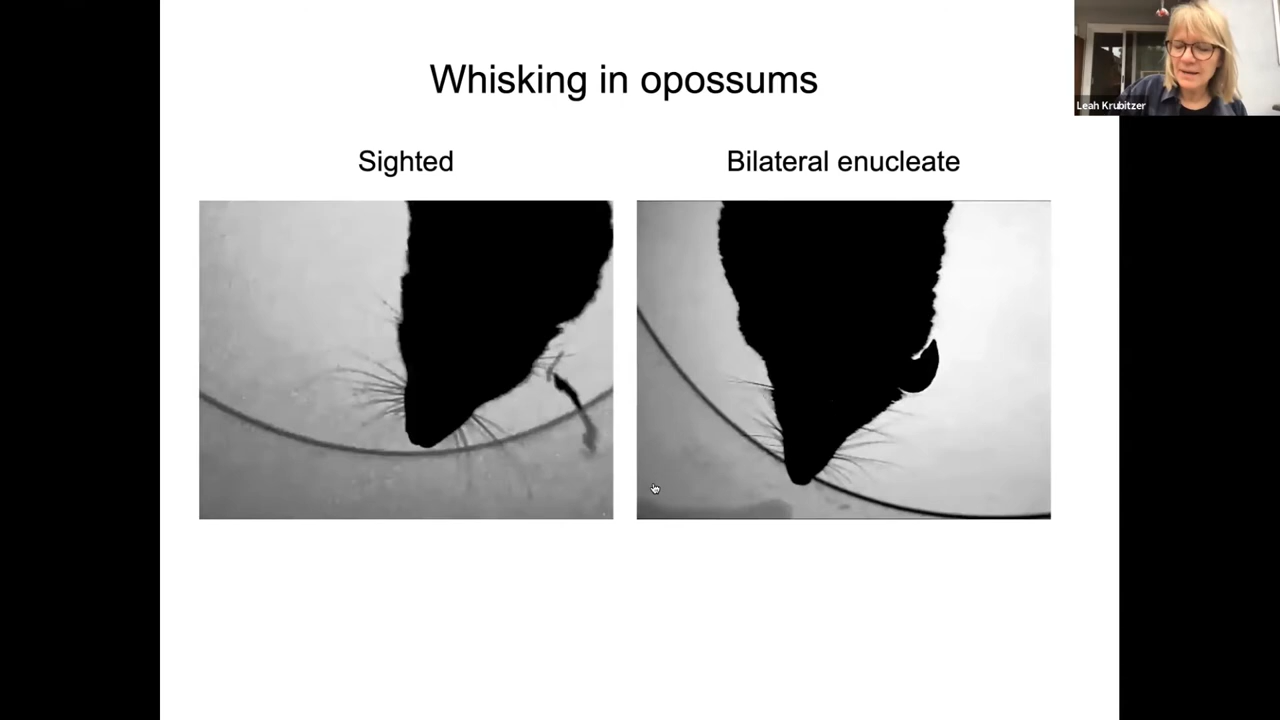 Whisking in opossums
Leah Krubitzer
Sighted
Bilateral enucleate